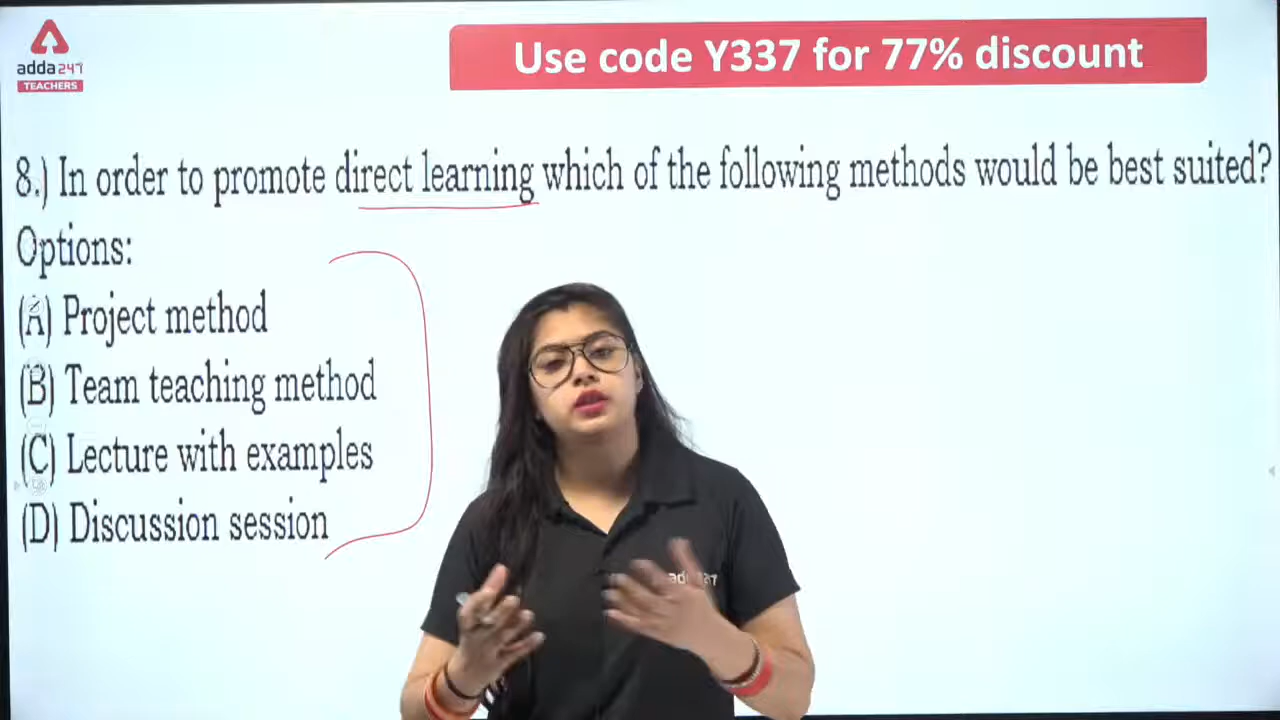 adda247
TEACHERS
Use code Y337 for 77% discount
8.) In order to promote direct learning which of the following methods would be best suited?
Options:
(A) Project method
(B) Team teaching method
(C) Lecture with examples
(D) Discussion session
adda247